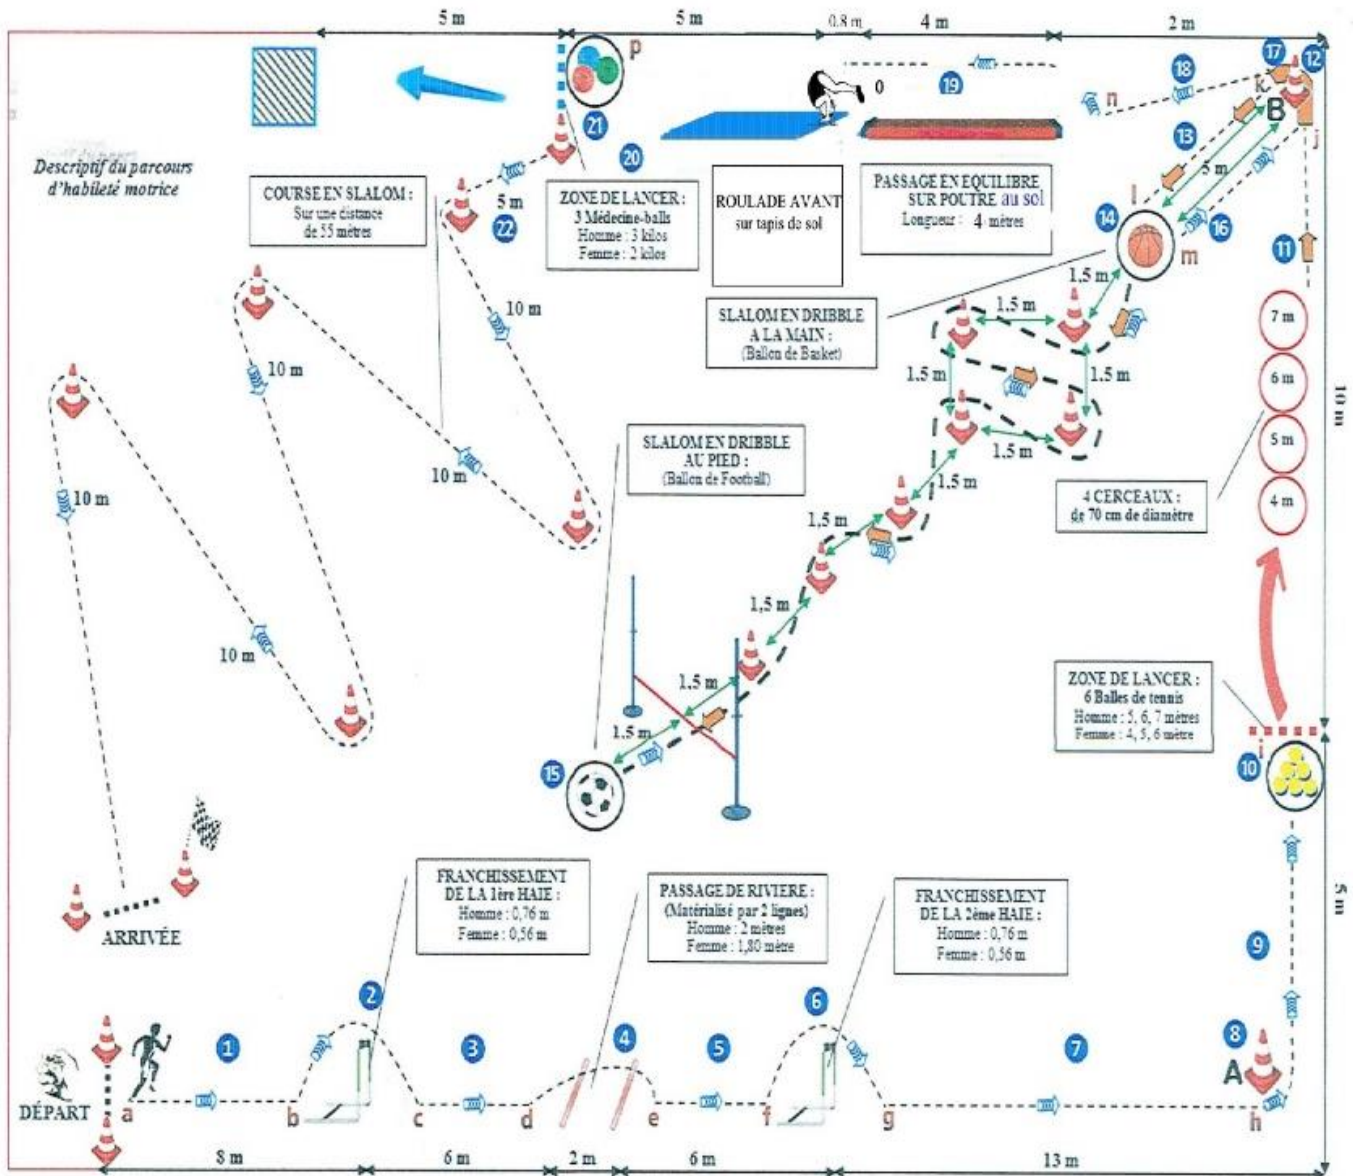 5 m
5 m
0.8 m
4 m
2 m
p
21
20
0
19
n
18
17
12
k
B
j
13
5 m
l
14
m
16
11
Descriptif du parcours
d'habileté motrice
COURSE EN SLALOM :
Sur une distance
de 55 mètres
5 m
22
ZONE DE LANCER :
3 Médecine-balls
Homme : 3 kilos
Femme : 2 kilos
ROULADE AVANT
sur tapis de sol
PASSAGE EN EQUILIBRE
SUR POUTRE au sol
Longueur : 4 mètres
SLALOM EN DRIBBLE
A LA MAIN :
(Ballon de Basket)
1,5 m
1.5 m
1.5 m
1.5 m
1.5 m
1.5 m
1,5 m
1,5 m
1,5 m
1.5 m
7 m
6 m
5 m
4 m
10 m
10 m
10 m
10 m
10 m
10 m
SLALOM EN DRIBBLE
AU PIED :
(Ballon de Football)
4 CERCEAUX :
de 70 cm de diamètre
ZONE DE LANCER :
6 Balles de tennis
Homme : 5, 6, 7 mètres
Femme : 4, 5, 6 mètre
i
10
15
5 m
9
ARRIVÉE
FRANCHISSEMENT
DE LA 1ère HAIE :
Homme : 0,76 m
Femme : 0,56 m
PASSAGE DE RIVIERE :
(Matérialisé par 2 lignes)
Homme : 2 mètres
Femme : 1,80 mètre
FRANCHISSEMENT
DE LA 2ème HAIE :
Homme : 0,76 m
Femme : 0,56 m
1
2
3
4
5
6
7
8
A
DÉPART
a
b
c
d
e
f
g
h
8 m
6 m
2 m
6 m
13 m